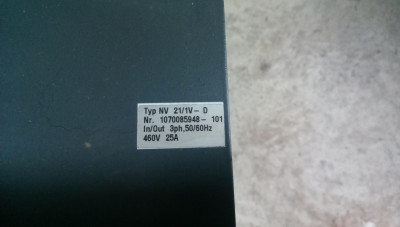 Typ NV 21/1V- D
Nr. 1070085948- 101
In/Out 3ph,50/60Hz
460V 25A